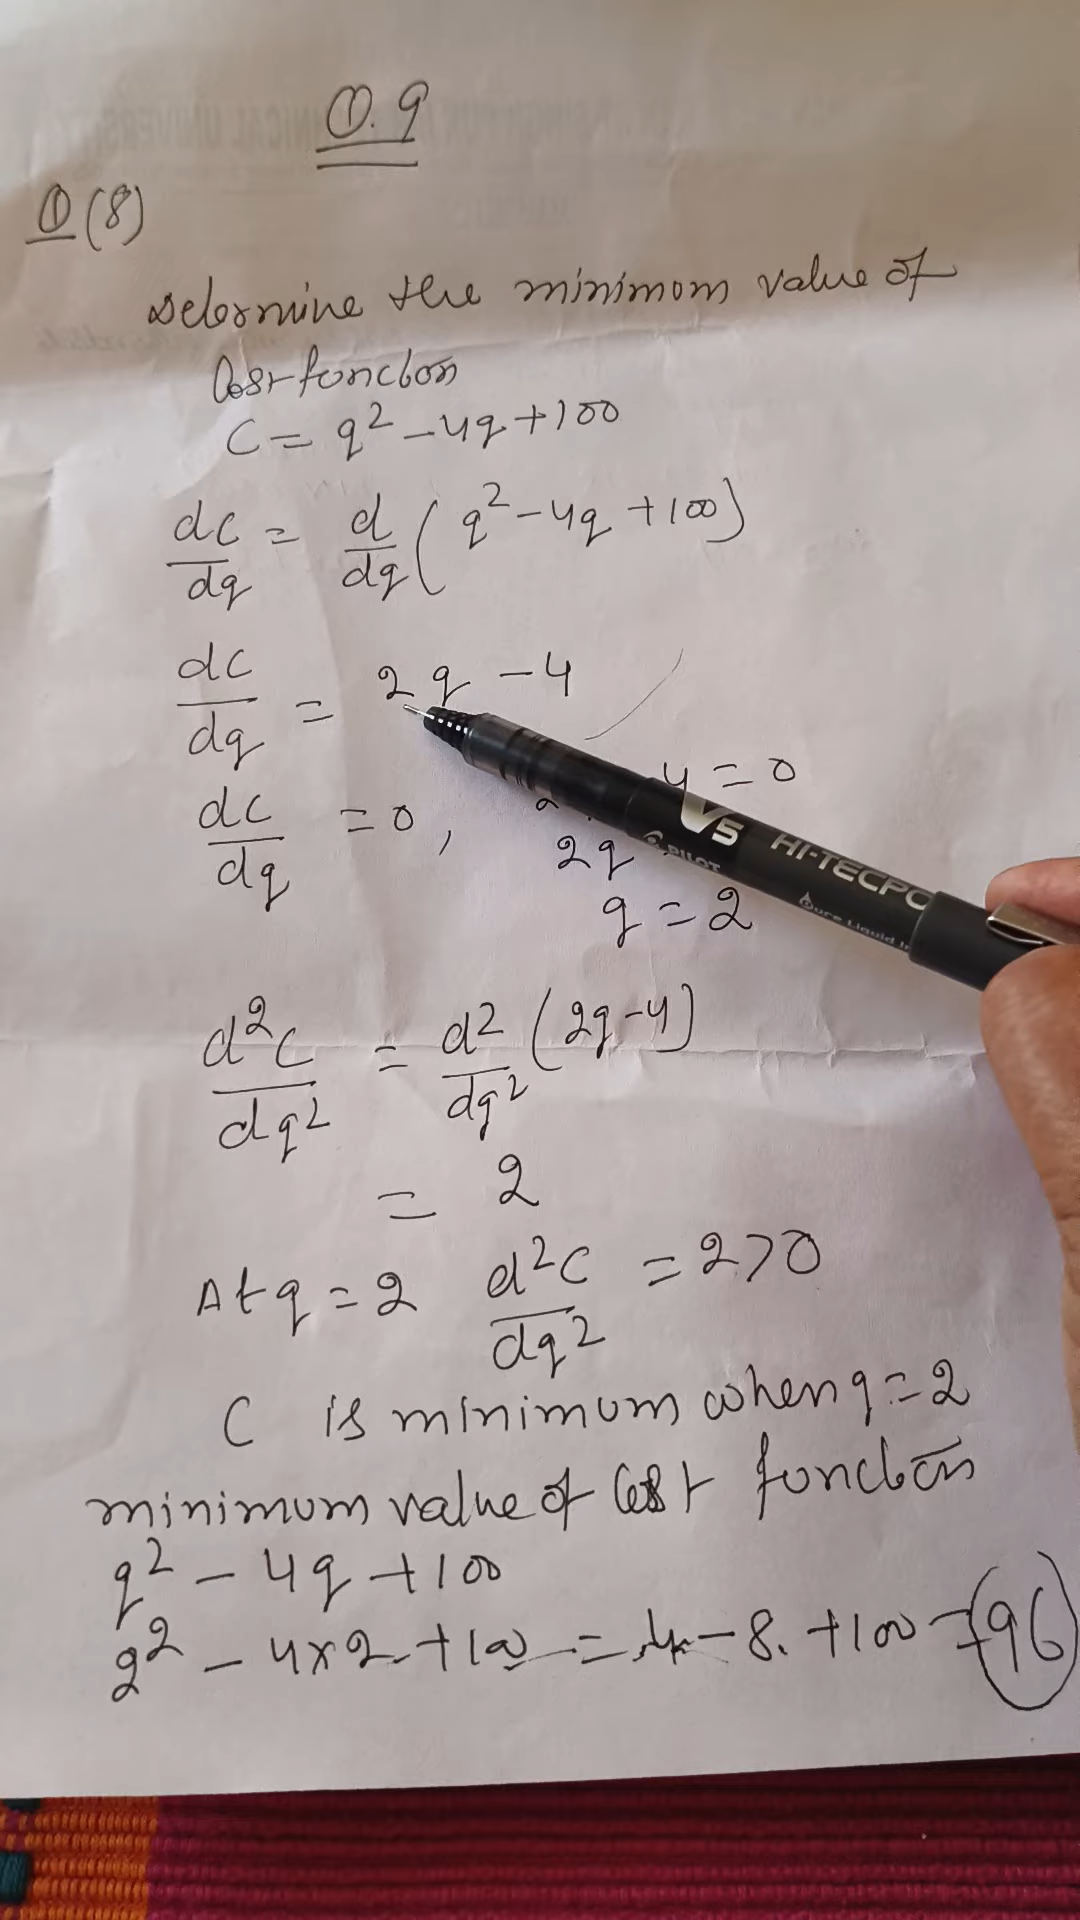 Q.9
Q(8)
Determine the minimum value of
Cost function
C = q² - 4q + 100
dC/dq = d/dq (q² - 4q + 100)
dC/dq = 2q - 4
dC/dq = 0, 4 = 0
2q
q = 2
d²C/dq² = d²/dq² (2q - 4)
= 2
At q = 2 d²C/dq² = 2 > 0
C is minimum when q = 2
minimum value of Cost function
q² - 4q + 100
2² - 4×2 + 100 = 4 - 8 + 100 = 96
V5 HI-TECPO
PILOT
Pure Liquid In